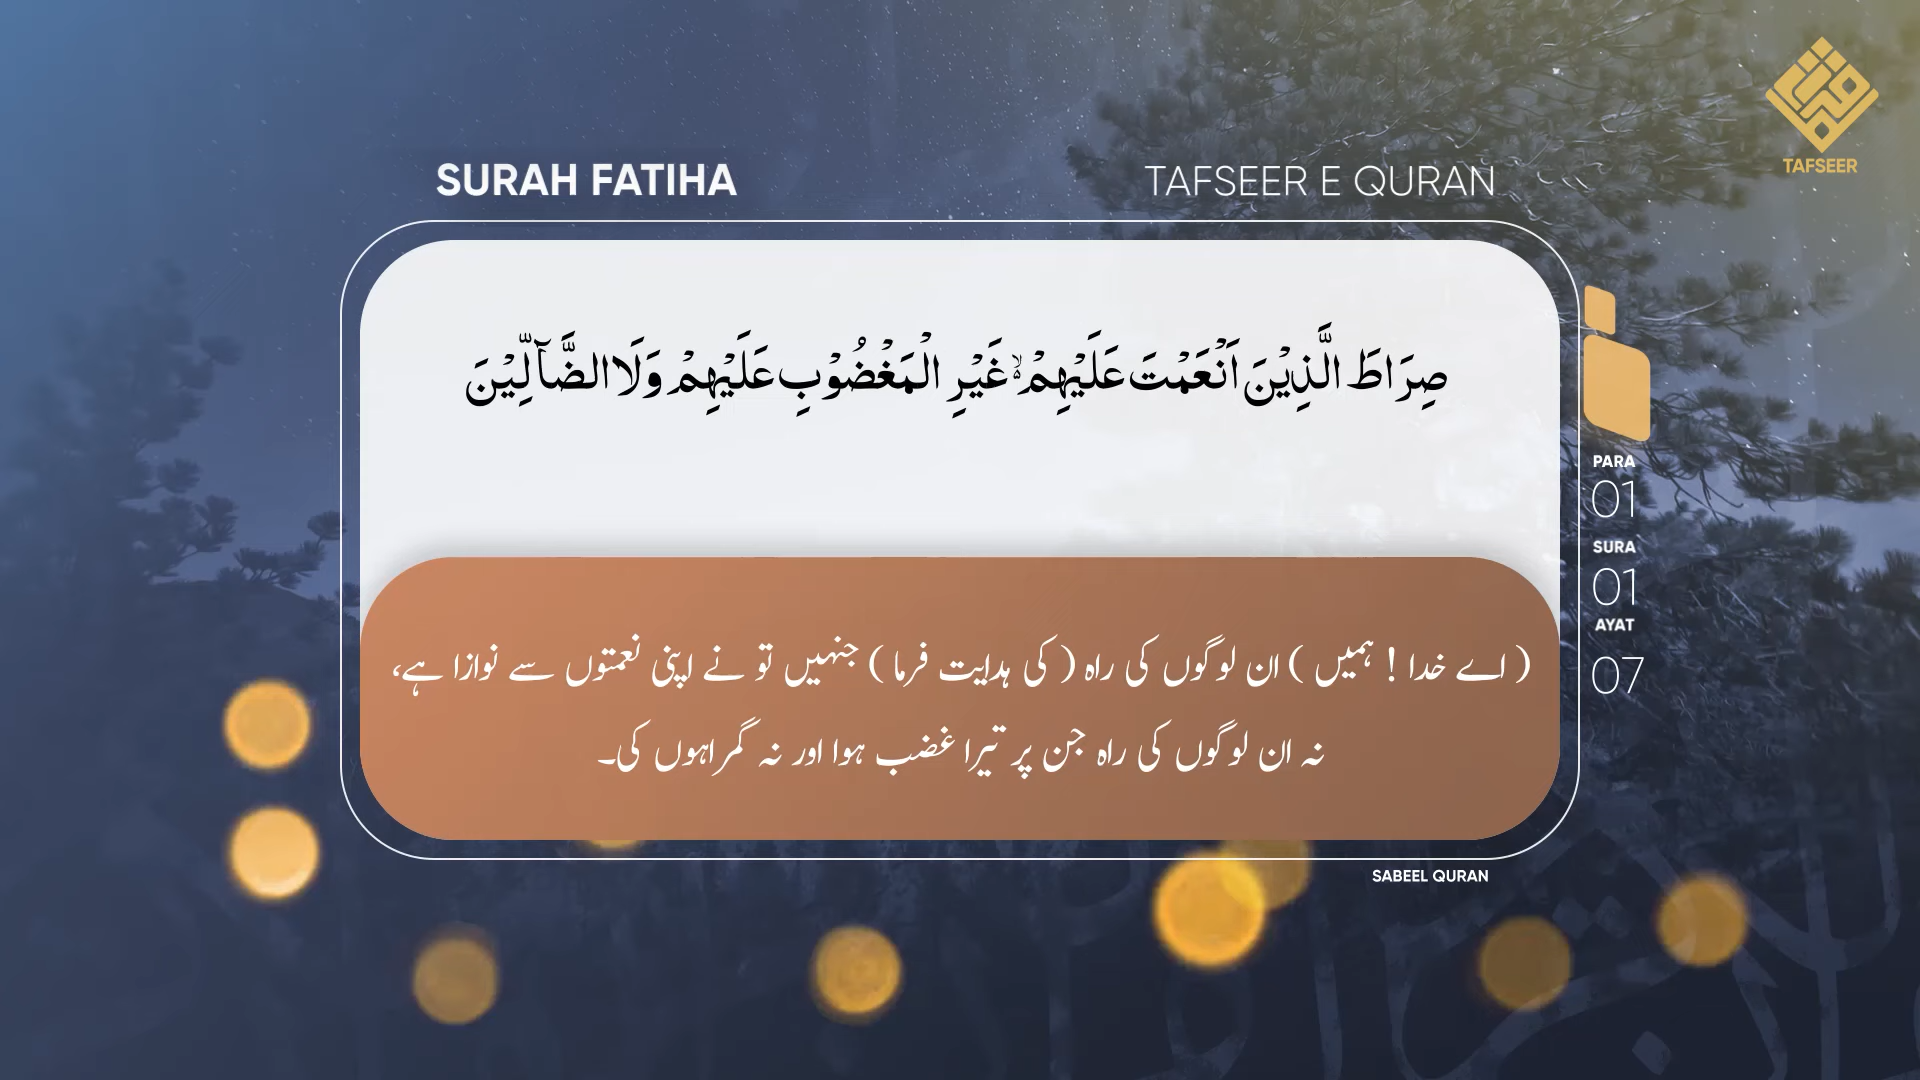 TAFSEER
SURAH FATIHA
TAFSEER E QURAN
صِرَاطَ الَّذِيْنَ اَنْعَمْتَ عَلَيْهِمْ ۙ۬ غَيْرِ الْمَغْضُوْبِ عَلَيْهِمْ وَلَا الضَّآلِّيْنَ
( اے خدا ! ہمیں ) ان لوگوں کی راہ ( کی ہدایت فرما ) جنہیں تو نے اپنی نعمتوں سے نوازا ہے،
نہ ان لوگوں کی راہ جن پر تیرا غضب ہوا اور نہ گمراہوں کی۔
PARA
01
SURA
01
AYAT
07
SABEEL QURAN